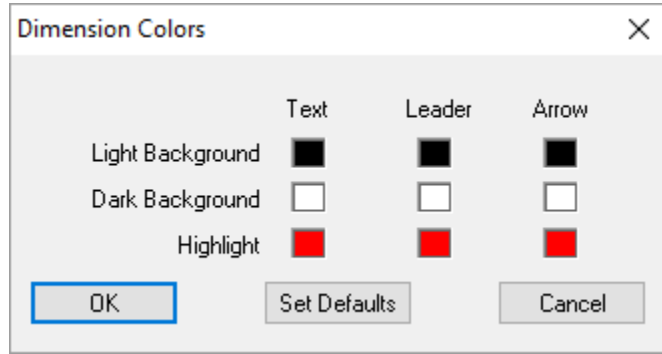 Dimension Colors
Text Leader Arrow
Light Background
Dark Background
Highlight
OK Set Defaults Cancel